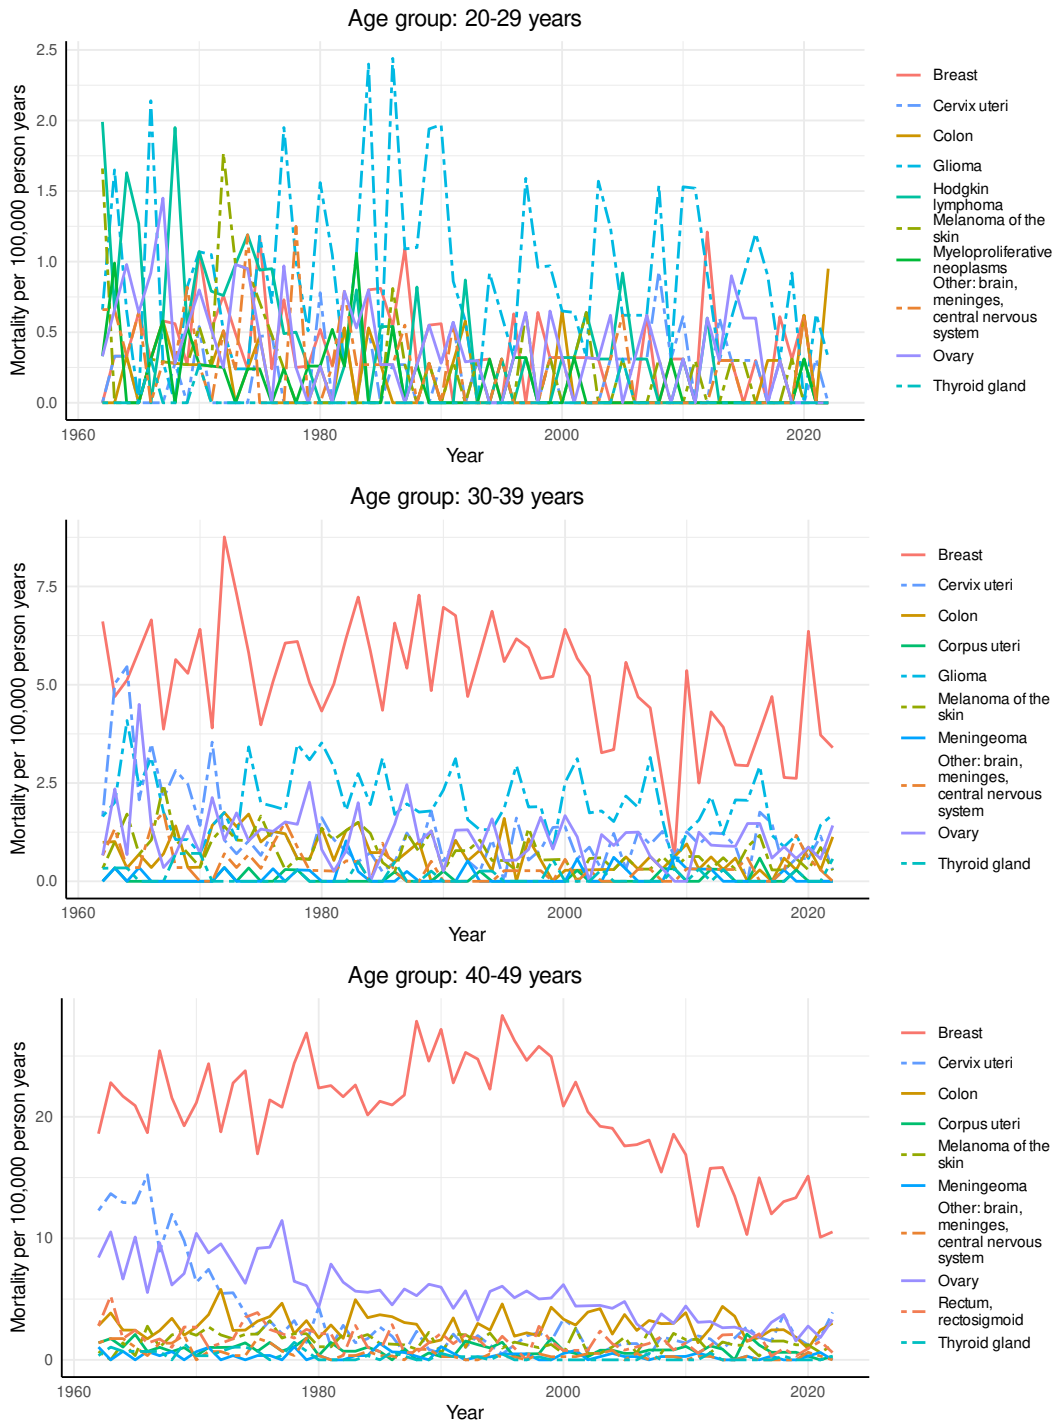 Age group: 20-29 years
Mortality per 100,000 person years
2.5
2.0
1.5
1.0
0.5
0.0
1960
1980
2000
2020
Year
Breast
Cervix uteri
Colon
Glioma
Hodgkin
lymphoma
Melanoma of the
skin
Myeloproliferative
neoplasms
Other: brain,
meninges,
central nervous
system
Ovary
Thyroid gland
Age group: 30-39 years
Mortality per 100,000 person years
7.5
5.0
2.5
0.0
1960
1980
2000
2020
Year
Breast
Cervix uteri
Colon
Corpus uteri
Glioma
Melanoma of the
skin
Meningeoma
Other: brain,
meninges,
central nervous
system
Ovary
Thyroid gland
Age group: 40-49 years
Mortality per 100,000 person years
20
10
0
1960
1980
2000
2020
Year
Breast
Cervix uteri
Colon
Corpus uteri
Melanoma of the
skin
Meningeoma
Other: brain,
meninges,
central nervous
system
Ovary
Rectum,
rectosigmoid
Thyroid gland